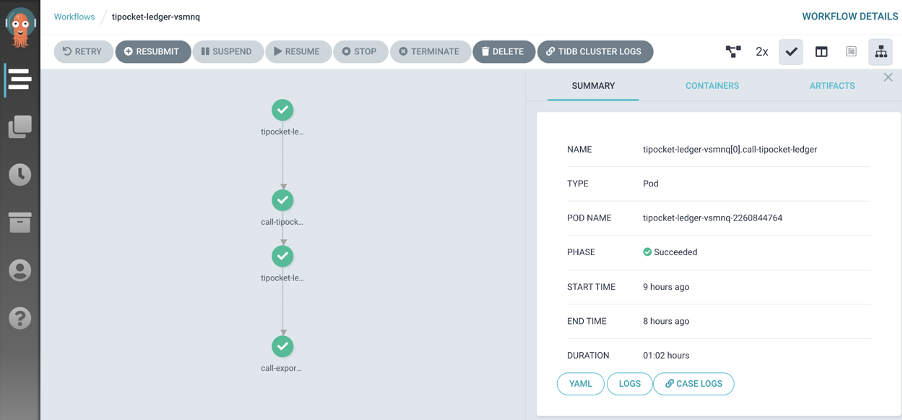 Workflows / tipocket-ledger-vsmnq
WORKFLOW DETAILS
RETRY RESUBMIT SUSPEND RESUME STOP TERMINATE DELETE TIDB CLUSTER LOGS
2x
tipocket-le...
call-tipock...
tipocket-le...
call-expor...
SUMMARY CONTAINERS ARTIFACTS
NAME tipocket-ledger-vsmnq[0].call-tipocket-ledger
TYPE Pod
POD NAME tipocket-ledger-vsmnq-2260844764
PHASE Succeeded
START TIME 9 hours ago
END TIME 8 hours ago
DURATION 01:02 hours
YAML LOGS CASE LOGS